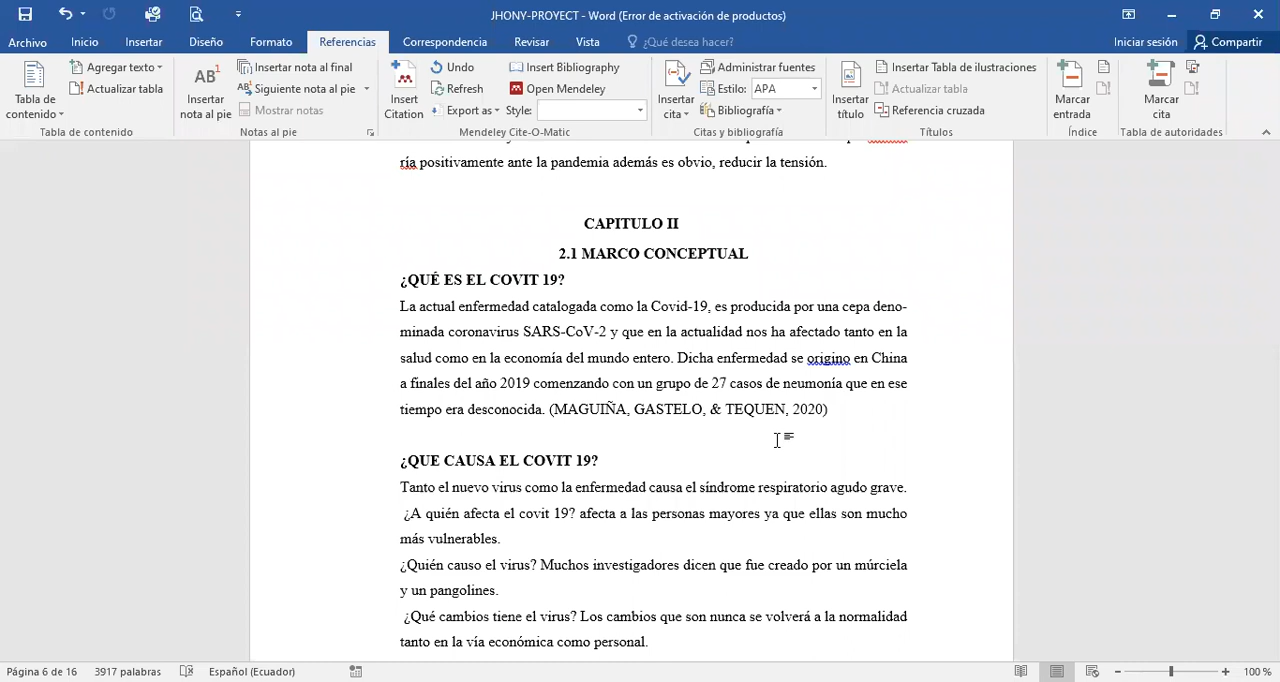 JHONY-PROYECT - Word (Error de activación de productos)
Archivo Inicio Insertar Diseño Formato Referencias Correspondencia Revisar Vista ¿Qué desea hacer? Iniciar sesión Compartir
Tabla de contenido
Agregar texto
Actualizar tabla
Tabla de contenido
AB1
Insertar nota al pie
Insertar nota al final
Siguiente nota al pie
Mostrar notas
Notas al pie
Insert Citation
Undo
Refresh
Export as
Insert Bibliography
Open Mendeley
Style:
Mendeley Cite-O-Matic
Insertar cita
Administrar fuentes
Estilo: APA
Bibliografía
Citas y bibliografía
Insertar título
Insertar Tabla de ilustraciones
Actualizar tabla
Referencia cruzada
Títulos
Marcar entrada
Índice
Marcar cita
Tabla de autoridades
ría positivamente ante la pandemia además es obvio, reducir la tensión.
CAPITULO II
2.1 MARCO CONCEPTUAL
¿QUÉ ES EL COVIT 19?
La actual enfermedad catalogada como la Covid-19, es producida por una cepa deno-
minada coronavirus SARS-CoV-2 y que en la actualidad nos ha afectado tanto en la
salud como en la economía del mundo entero. Dicha enfermedad se origino en China
a finales del año 2019 comenzando con un grupo de 27 casos de neumonía que en ese
tiempo era desconocida. (MAGUIÑA, GASTELO, & TEQUEN, 2020)
¿QUE CAUSA EL COVIT 19?
Tanto el nuevo virus como la enfermedad causa el síndrome respiratorio agudo grave.
¿A quién afecta el covit 19? afecta a las personas mayores ya que ellas son mucho
más vulnerables.
¿Quién causo el virus? Muchos investigadores dicen que fue creado por un múrciela
y un pangolines.
¿Qué cambios tiene el virus? Los cambios que son nunca se volverá a la normalidad
tanto en la vía económica como personal.
Página 6 de 16 3917 palabras Español (Ecuador) 100 %